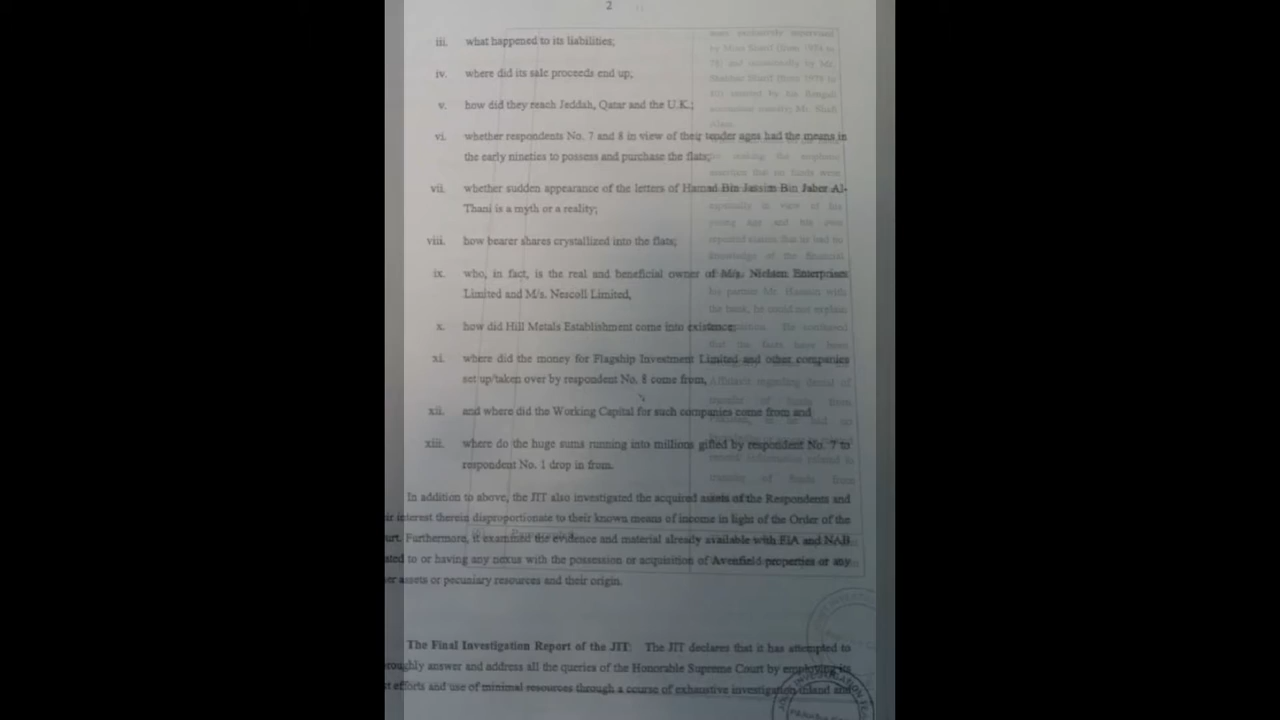 2
iii. what happened to its liabilities;
iv. where did its sale proceeds end up;
v. how did they reach Jeddah, Qatar and the U.K.;
vi. whether respondents No. 7 and 8 in view of their tender ages had the means in
the early nineties to possess and purchase the flats;
vii. whether sudden appearance of the letters of Hamad Bin Jassim Bin Jaber Al-
Thani is a myth or a reality;
viii. how bearer shares crystallized into the flats;
ix. who, in fact, is the real and beneficial owner of M/s. Nielsen Enterprises
Limited and M/s. Nescoll Limited,
x. how did Hill Metals Establishment come into existence;
xi. where did the money for Flagship Investment Limited and other companies
set up/taken over by respondent No. 8 come from,
xii. and where did the Working Capital for such companies come from and
xiii. where do the huge sums running into millions gifted by respondent No. 7 to
respondent No. 1 drop in from.
In addition to above, the JIT also investigated the acquired assets of the Respondents and
ir interest therein disproportionate to their known means of income in light of the Order of the
urt. Furthermore, it examined the evidence and material already available with FIA and NAB
ated to or having any nexus with the possession or acquisition of Avenfield properties or any
er assets or pecuniary resources and their origin.
The Final Investigation Report of the JIT: The JIT declares that it has attempted to
roughly answer and address all the queries of the Honorable Supreme Court by employing its
t efforts and use of minimal resources through a course of exhaustive investigation inland and